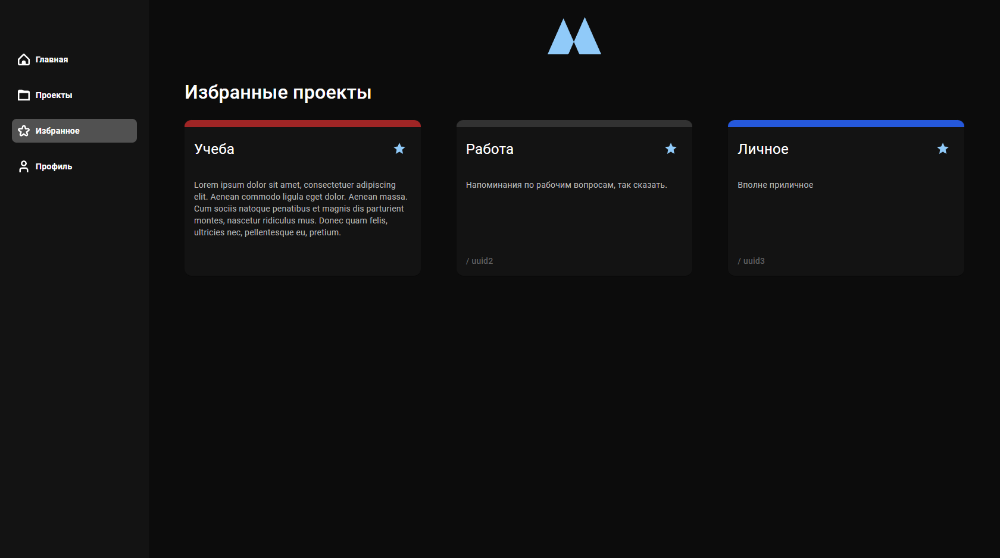 Главная
Проекты
Избранное
Профиль
Избранные проекты
Учеба
Lorem ipsum dolor sit amet, consectetuer adipiscing
elit. Aenean commodo ligula eget dolor. Aenean massa.
Cum sociis natoque penatibus et magnis dis parturient
montes, nascetur ridiculus mus. Donec quam felis,
ultricies nec, pellentesque eu, pretium.
Работа
Напоминания по рабочим вопросам, так сказать.
/ uuid2
Личное
Вполне приличное
/ uuid3